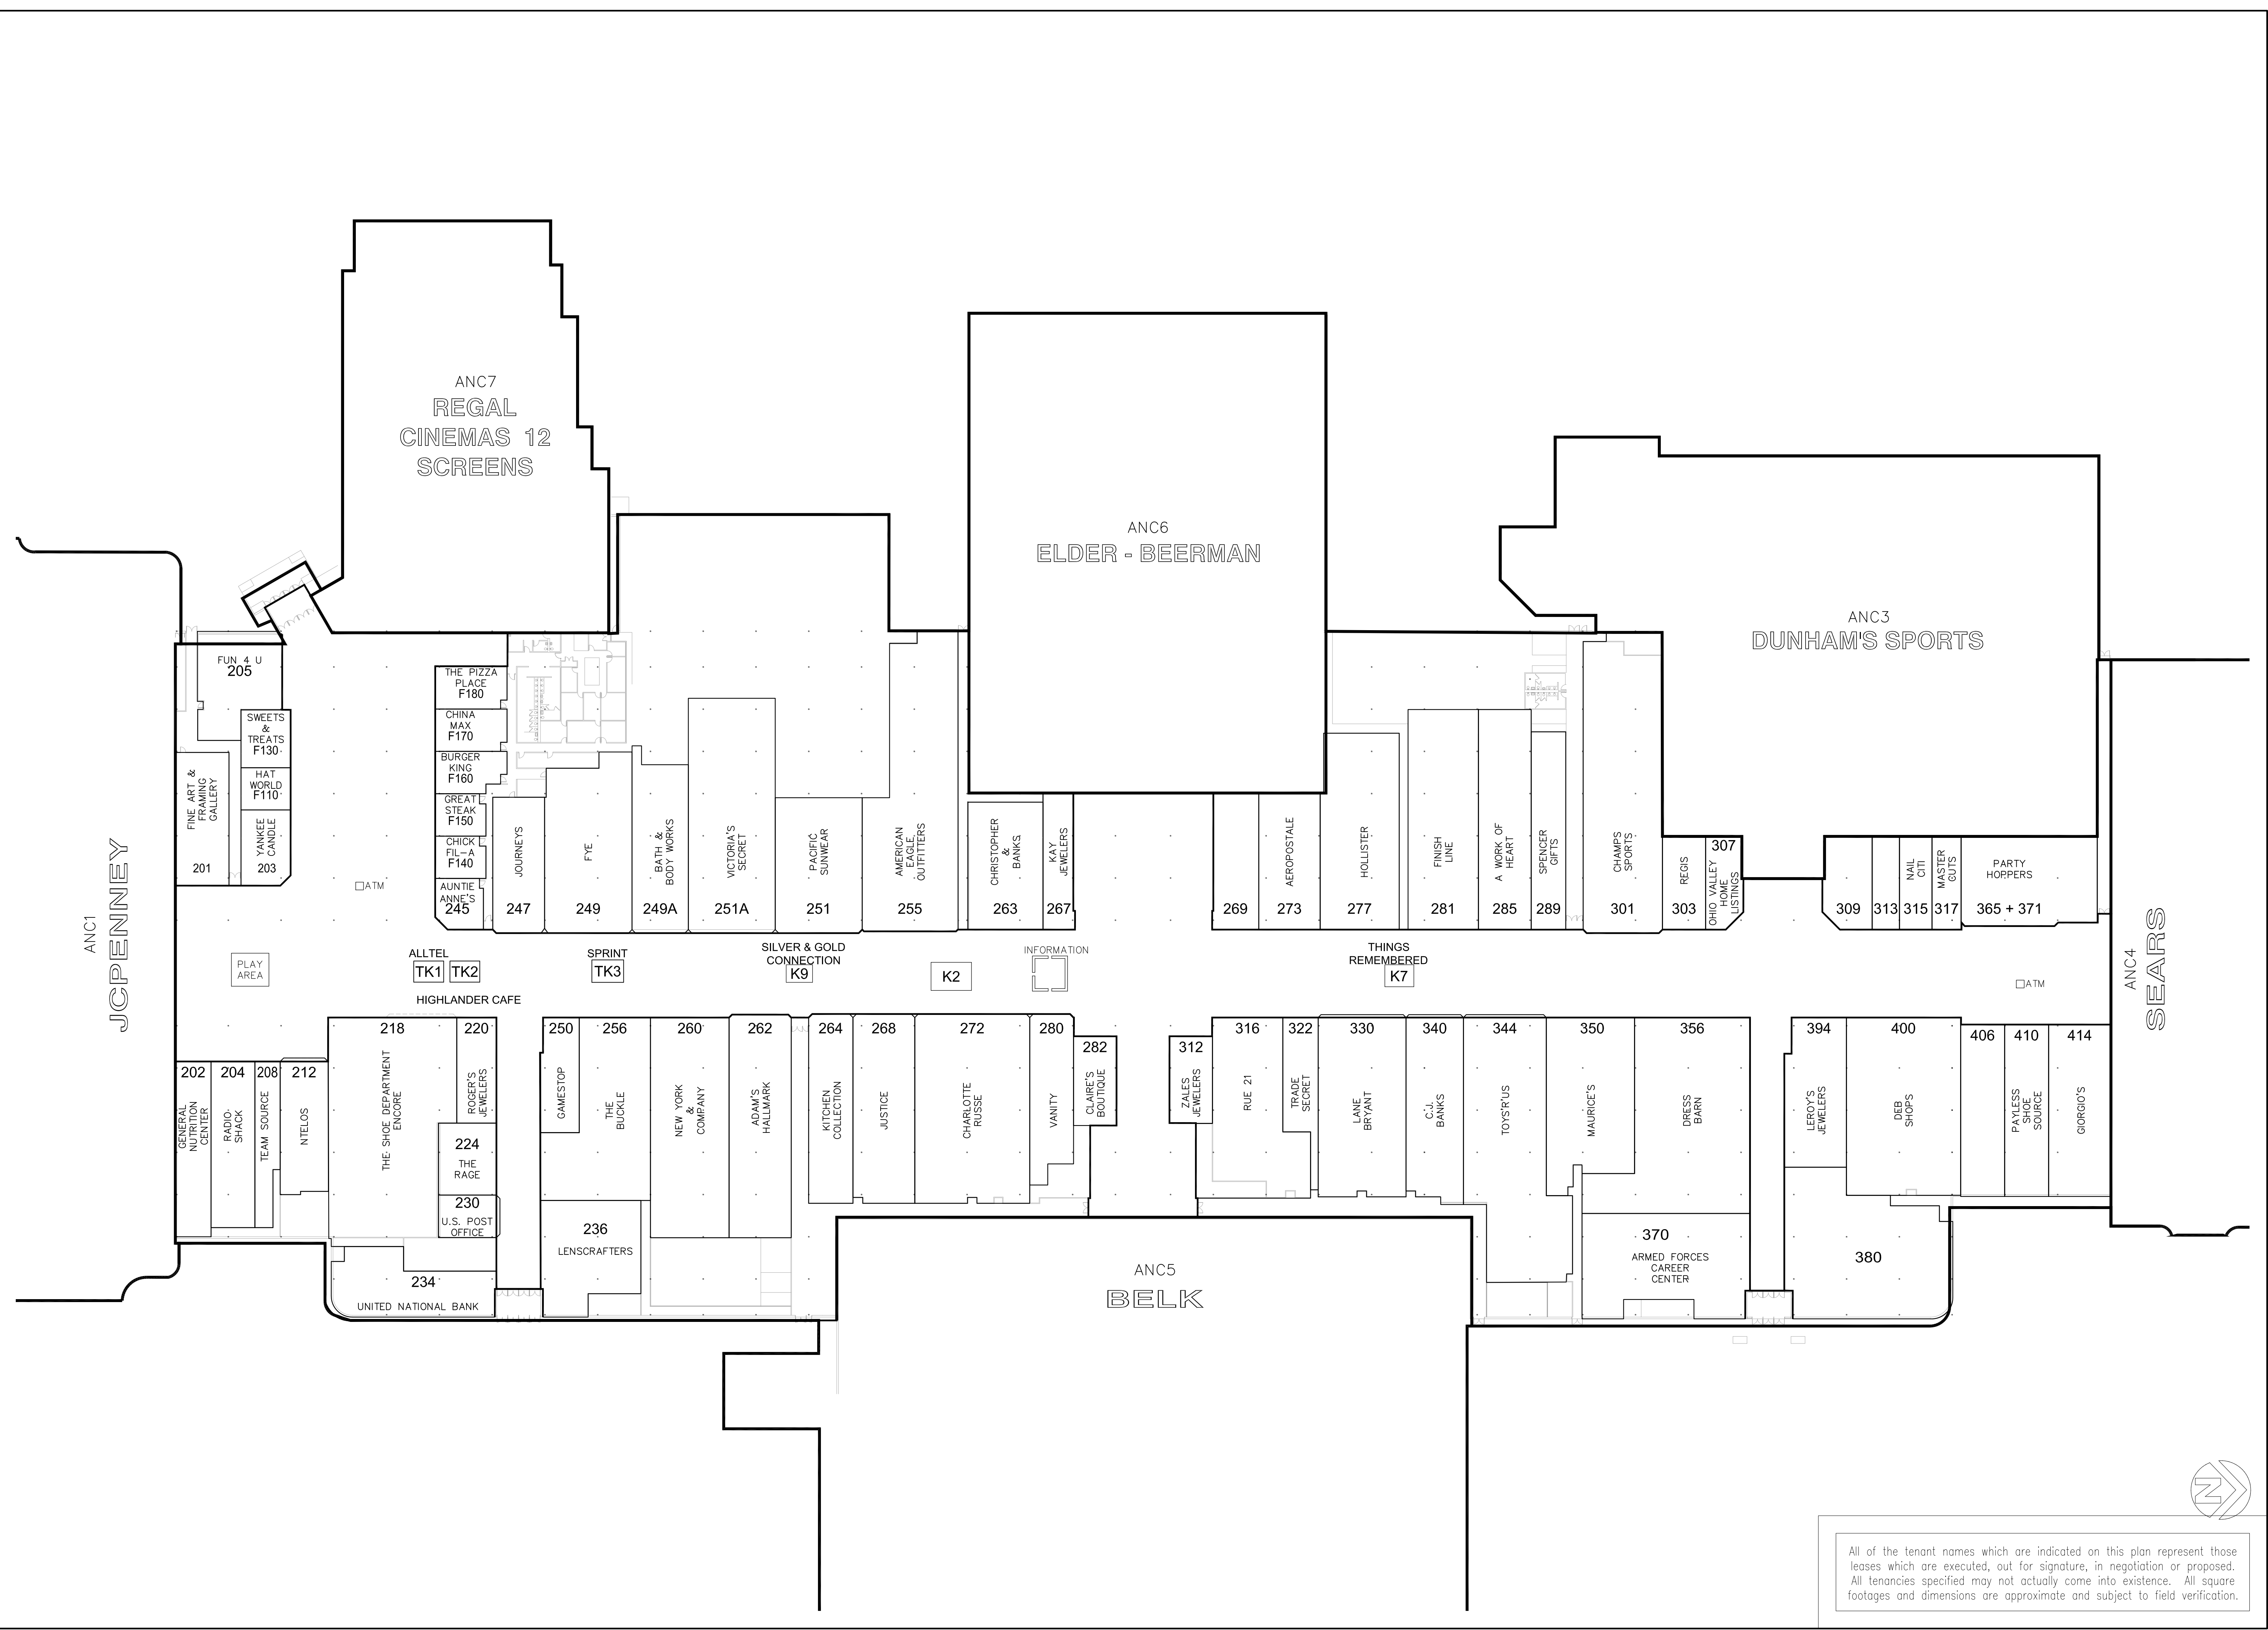 ANC7
REGAL
CINEMAS 12
SCREENS
ANC6
ELDER - BEERMAN
ANC3
DUNHAM'S SPORTS
ANC1
JCPENNEY
ANC4
SEARS
ANC5
BELK
FUN 4 U
205
SWEETS
&
TREATS
F130
HAT
WORLD
F110
YANKEE
CANDLE
203
FINE ART &
FRAMING
GALLERY
201
THE PIZZA
PLACE
F180
CHINA
MAX
F170
BURGER
KING
F160
GREAT
STEAK
F150
CHICK
FIL-A
F140
AUNTIE
ANNE'S
245
ATM
JOURNEYS
247
FYE
249
BATH &
BODY WORKS
249A
VICTORIA'S
SECRET
251A
PACIFIC
SUNWEAR
251
AMERICAN
EAGLE
OUTFITTERS
255
CHRISTOPHER
&
BANKS
263
KAY
JEWELERS
267
269
AEROPOSTALE
273
HOLLISTER
277
FINISH
LINE
281
A WORK OF
HEART
285
SPENCER
GIFTS
289
CHAMPS
SPORTS
301
REGIS
303
307
OHIO VALLEY
HOME
LISTINGS
309
313
NAIL
CITI
315
MASTER
CUTS
317
PARTY
HOPPERS
365 + 371
PLAY
AREA
ALLTEL
TK1
TK2
HIGHLANDER CAFE
SPRINT
TK3
SILVER & GOLD
CONNECTION
K9
K2
INFORMATION
THINGS
REMEMBERED
K7
ATM
202
GENERAL
NUTRITION
CENTER
204
RADIO-
SHACK
208
TEAM SOURCE
212
NTELOS
218
THE SHOE DEPARTMENT
ENCORE
220
ROGER'S
JEWELERS
224
THE
RAGE
230
U.S. POST
OFFICE
234
UNITED NATIONAL BANK
250
GAMESTOP
256
THE
BUCKLE
236
LENSCRAFTERS
260
NEW YORK
&
COMPANY
262
ADAM'S
HALLMARK
264
KITCHEN
COLLECTION
268
JUSTICE
272
CHARLOTTE
RUSSE
280
VANITY
282
CLAIRE'S
BOUTIQUE
312
ZALES
JEWELERS
316
RUE 21
322
TRADE
SECRET
330
LANE
BRYANT
340
C.J.
BANKS
344
TOYS'R'US
350
MAURICE'S
356
DRESS
BARN
370
ARMED FORCES
CAREER
CENTER
394
LEROY'S
JEWELERS
380
400
DEB
SHOPS
406
410
PAYLESS
SHOE
SOURCE
414
GIORGIO'S
N
All of the tenant names which are indicated on this plan represent those
leases which are executed, out for signature, in negotiation or proposed.
All tenancies specified may not actually come into existence. All square
footages and dimensions are approximate and subject to field verification.